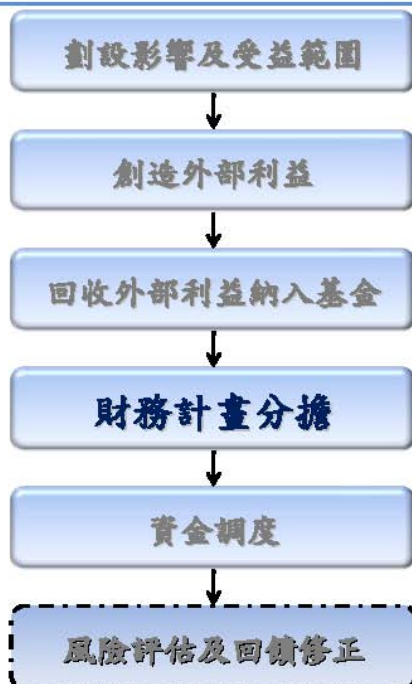 劃設影響及受益範圍
創造外部利益
回收外部利益納入基金
財務計畫分擔
資金調度
風險評估及回饋修正